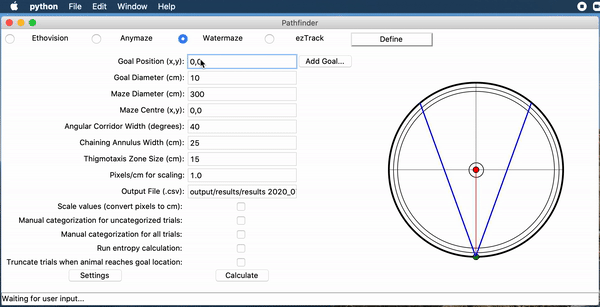 python File Edit Window Help
Pathfinder
Ethovision Anymaze Watermaze ezTrack Define
Goal Position (x,y): 0,0 Add Goal...
Goal Diameter (cm): 10
Maze Diameter (cm): 300
Maze Centre (x,y): 0,0
Angular Corridor Width (degrees): 40
Chaining Annulus Width (cm): 25
Thigmotaxis Zone Size (cm): 15
Pixels/cm for scaling: 1.0
Output File (.csv): output/results/results 2020_0
Scale values (convert pixels to cm):
Manual categorization for uncategorized trials:
Manual categorization for all trials:
Run entropy calculation:
Truncate trials when animal reaches goal location:
Settings Calculate
Waiting for user input...